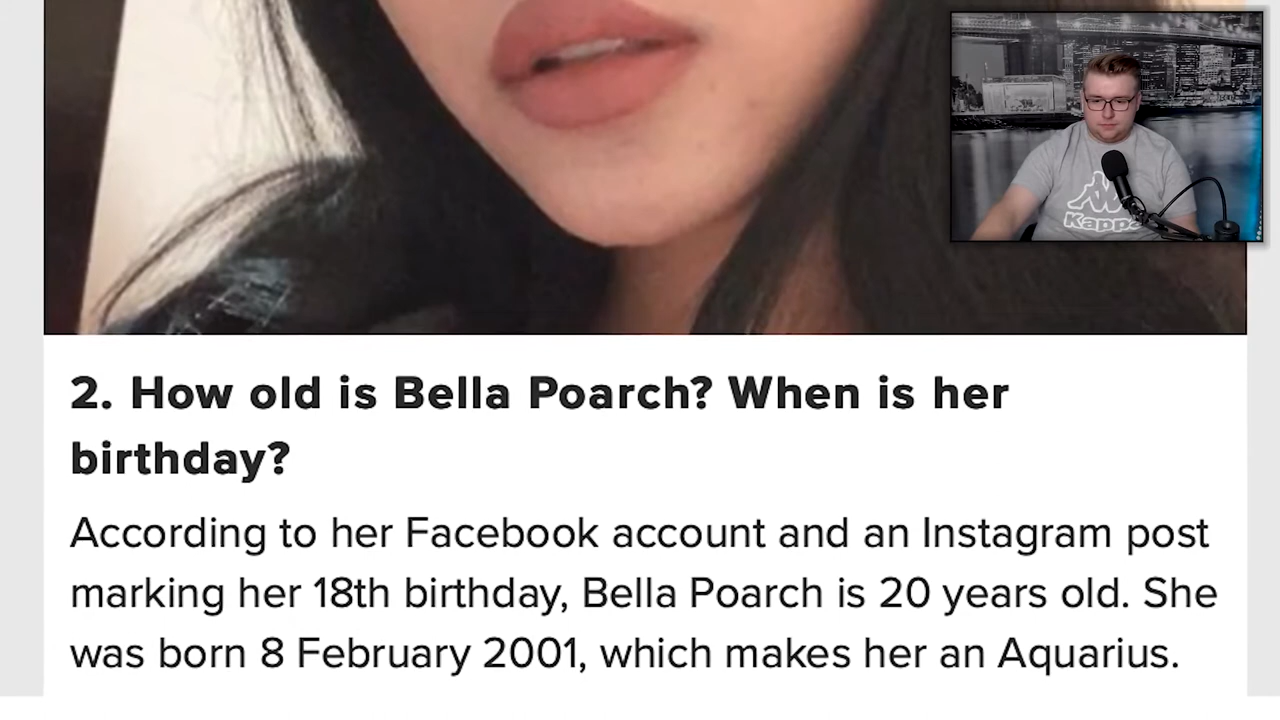 Kappa
2. How old is Bella Poarch? When is her
birthday?
According to her Facebook account and an Instagram post
marking her 18th birthday, Bella Poarch is 20 years old. She
was born 8 February 2001, which makes her an Aquarius.